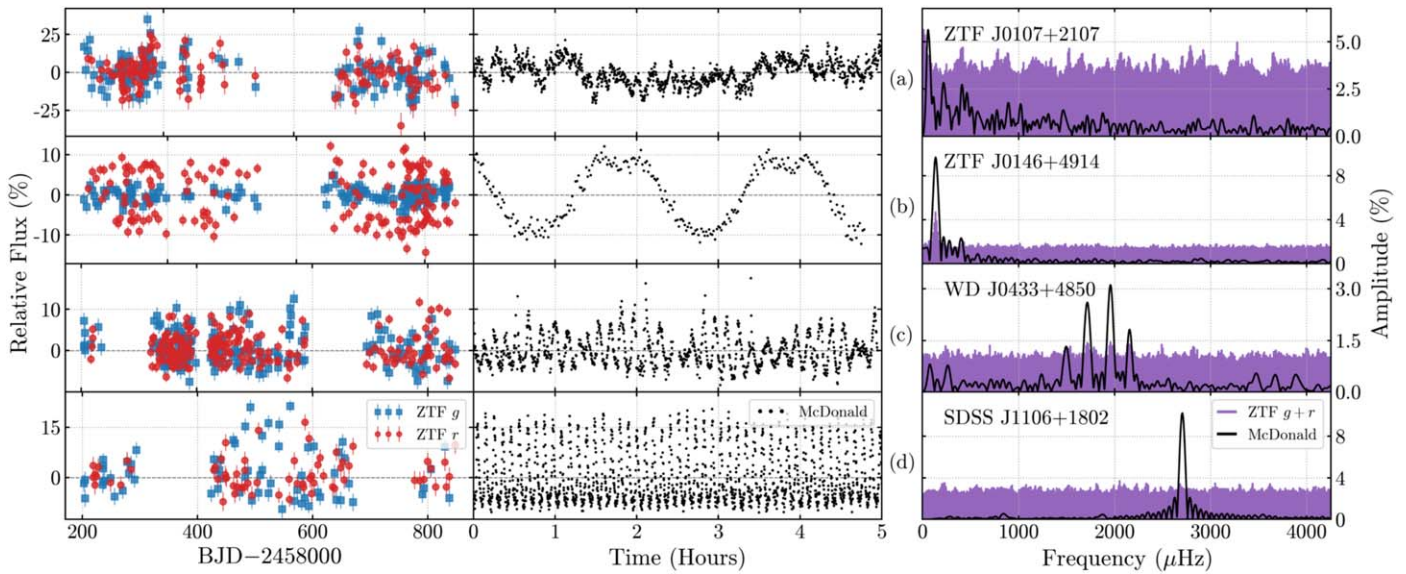 Relative Flux (%)
25
0
-25
10
0
-10
10
0
15
0
ZTF g
ZTF r
200
400
600
800
BJD−2458000
McDonald
0
1
2
3
4
5
Time (Hours)
(a)
(b)
(c)
(d)
ZTF J0107+2107
5.0
2.5
0.0
ZTF J0146+4914
8
4
0
WD J0433+4850
3.0
1.5
0.0
SDSS J1106+1802
ZTF g+r
McDonald
8
4
0
Amplitude (%)
0
1000
2000
3000
4000
Frequency (μHz)